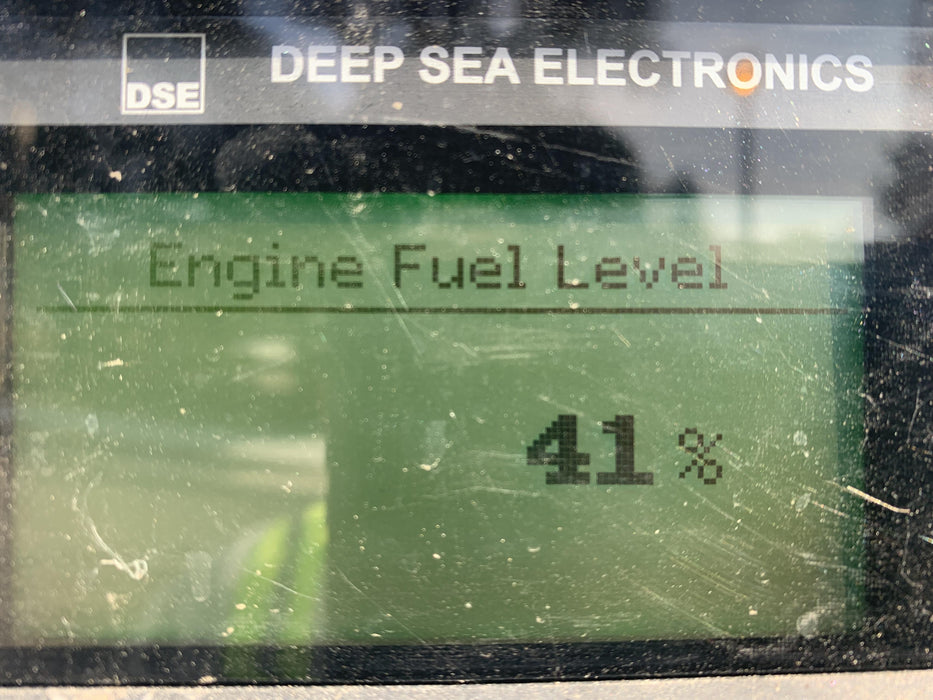 DSE
DEEP SEA ELECTRONICS
Engine Fuel Level
41 %